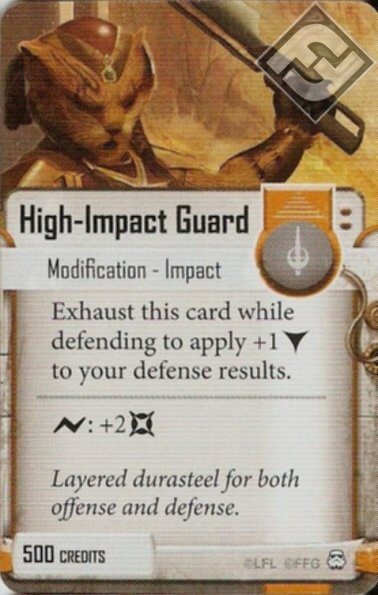 High-Impact Guard
Modification - Impact
Exhaust this card while
defending to apply +1
to your defense results.
: +2
Layered durasteel for both
offense and defense.
500 CREDITS
©LFL ©FFG